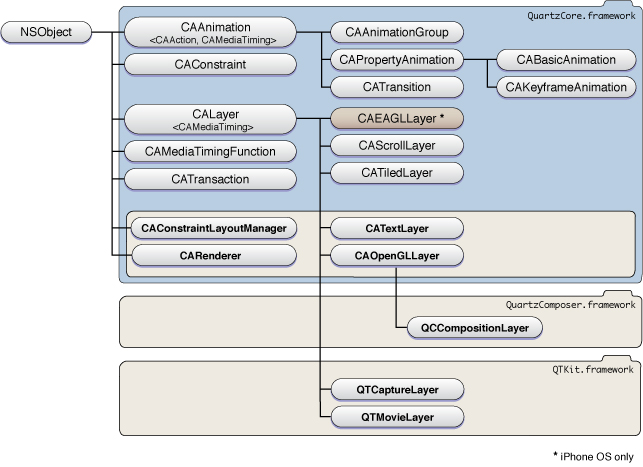 QuartzCore.framework
NSObject
CAAnimation
<CAAction, CAMediaTiming>
CAAnimationGroup
CAConstraint
CAPropertyAnimation
CABasicAnimation
CATransition
CAKeyframeAnimation
CALayer
<CAMediaTiming>
CAEAGLLayer *
CAMediaTimingFunction
CAScrollLayer
CATransaction
CATiledLayer
CAConstraintLayoutManager
CATextLayer
CARenderer
CAOpenGLLayer
QuartzComposer.framework
QCCompositionLayer
QTKit.framework
QTCaptureLayer
QTMovieLayer
* iPhone OS only